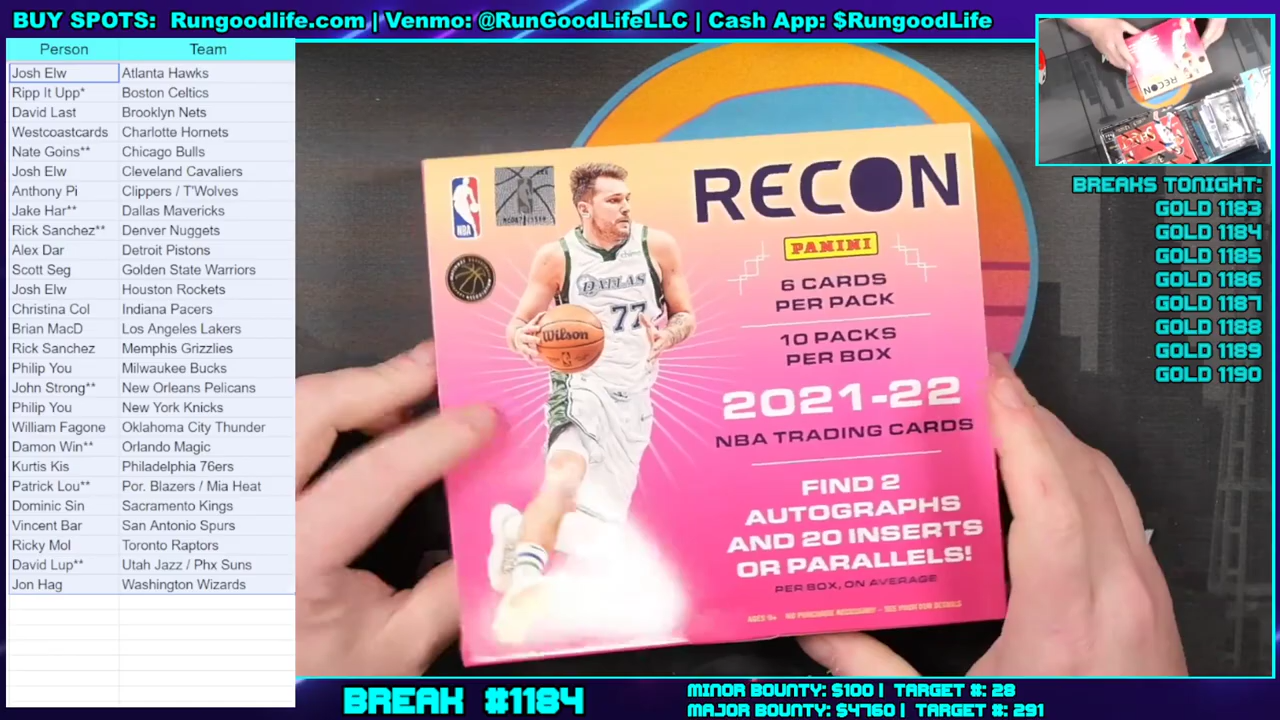 BUY SPOTS: Rungoodlife.com | Venmo: @RunGoodLifeLLC | Cash App: $RungoodLife
Person Team
Josh Elw Atlanta Hawks
Ripp It Upp* Boston Celtics
David Last Brooklyn Nets
Westcoastcards Charlotte Hornets
Nate Goins** Chicago Bulls
Josh Elw Cleveland Cavaliers
Anthony Pi Clippers / T'Wolves
Jake Har** Dallas Mavericks
Rick Sanchez** Denver Nuggets
Alex Dar Detroit Pistons
Scott Seg Golden State Warriors
Josh Elw Houston Rockets
Christina Col Indiana Pacers
Brian MacD Los Angeles Lakers
Rick Sanchez Memphis Grizzlies
Philip You Milwaukee Bucks
John Strong** New Orleans Pelicans
Philip You New York Knicks
William Fagone Oklahoma City Thunder
Damon Win** Orlando Magic
Kurtis Kis Philadelphia 76ers
Patrick Lou** Por. Blazers / Mia Heat
Dominic Sin Sacramento Kings
Vincent Bar San Antonio Spurs
Ricky Mol Toronto Raptors
David Lup** Utah Jazz / Phx Suns
Jon Hag Washington Wizards
NBA
RECON
PANINI
6 CARDS
PER PACK
10 PACKS
PER BOX
2021-22
NBA TRADING CARDS
FIND 2
AUTOGRAPHS
AND 20 INSERTS
OR PARALLELS!
PER BOX, ON AVERAGE
DALLAS
77
Wilson
RECON
BREAKS TONIGHT:
GOLD 1183
GOLD 1184
GOLD 1185
GOLD 1186
GOLD 1187
GOLD 1188
GOLD 1189
GOLD 1190
BREAK #1184
MINOR BOUNTY: $100 | TARGET #: 28
MAJOR BOUNTY: $4760 | TARGET #: 291